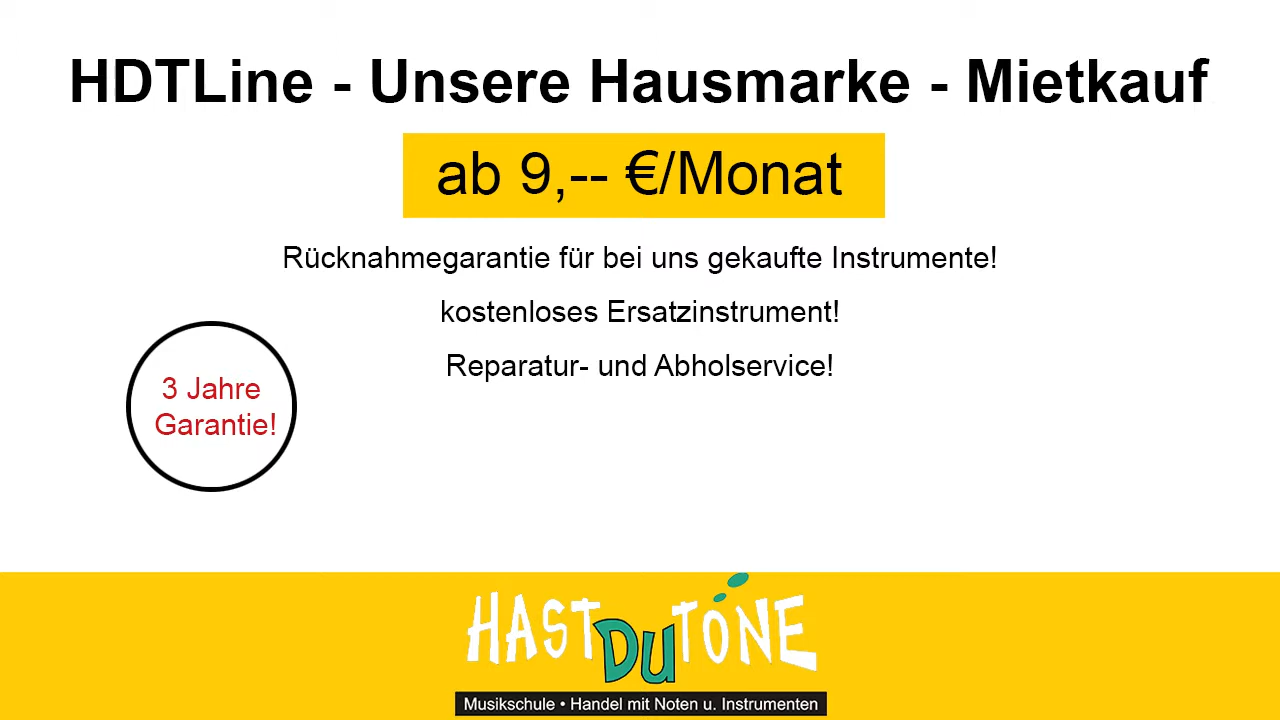 HDTLine - Unsere Hausmarke - Mietkauf
ab 9,-- €/Monat
Rücknahmegarantie für bei uns gekaufte Instrumente!
kostenloses Ersatzinstrument!
Reparatur- und Abholservice!
3 Jahre
Garantie!
HAST DU TÖNE
Musikschule • Handel mit Noten u. Instrumenten